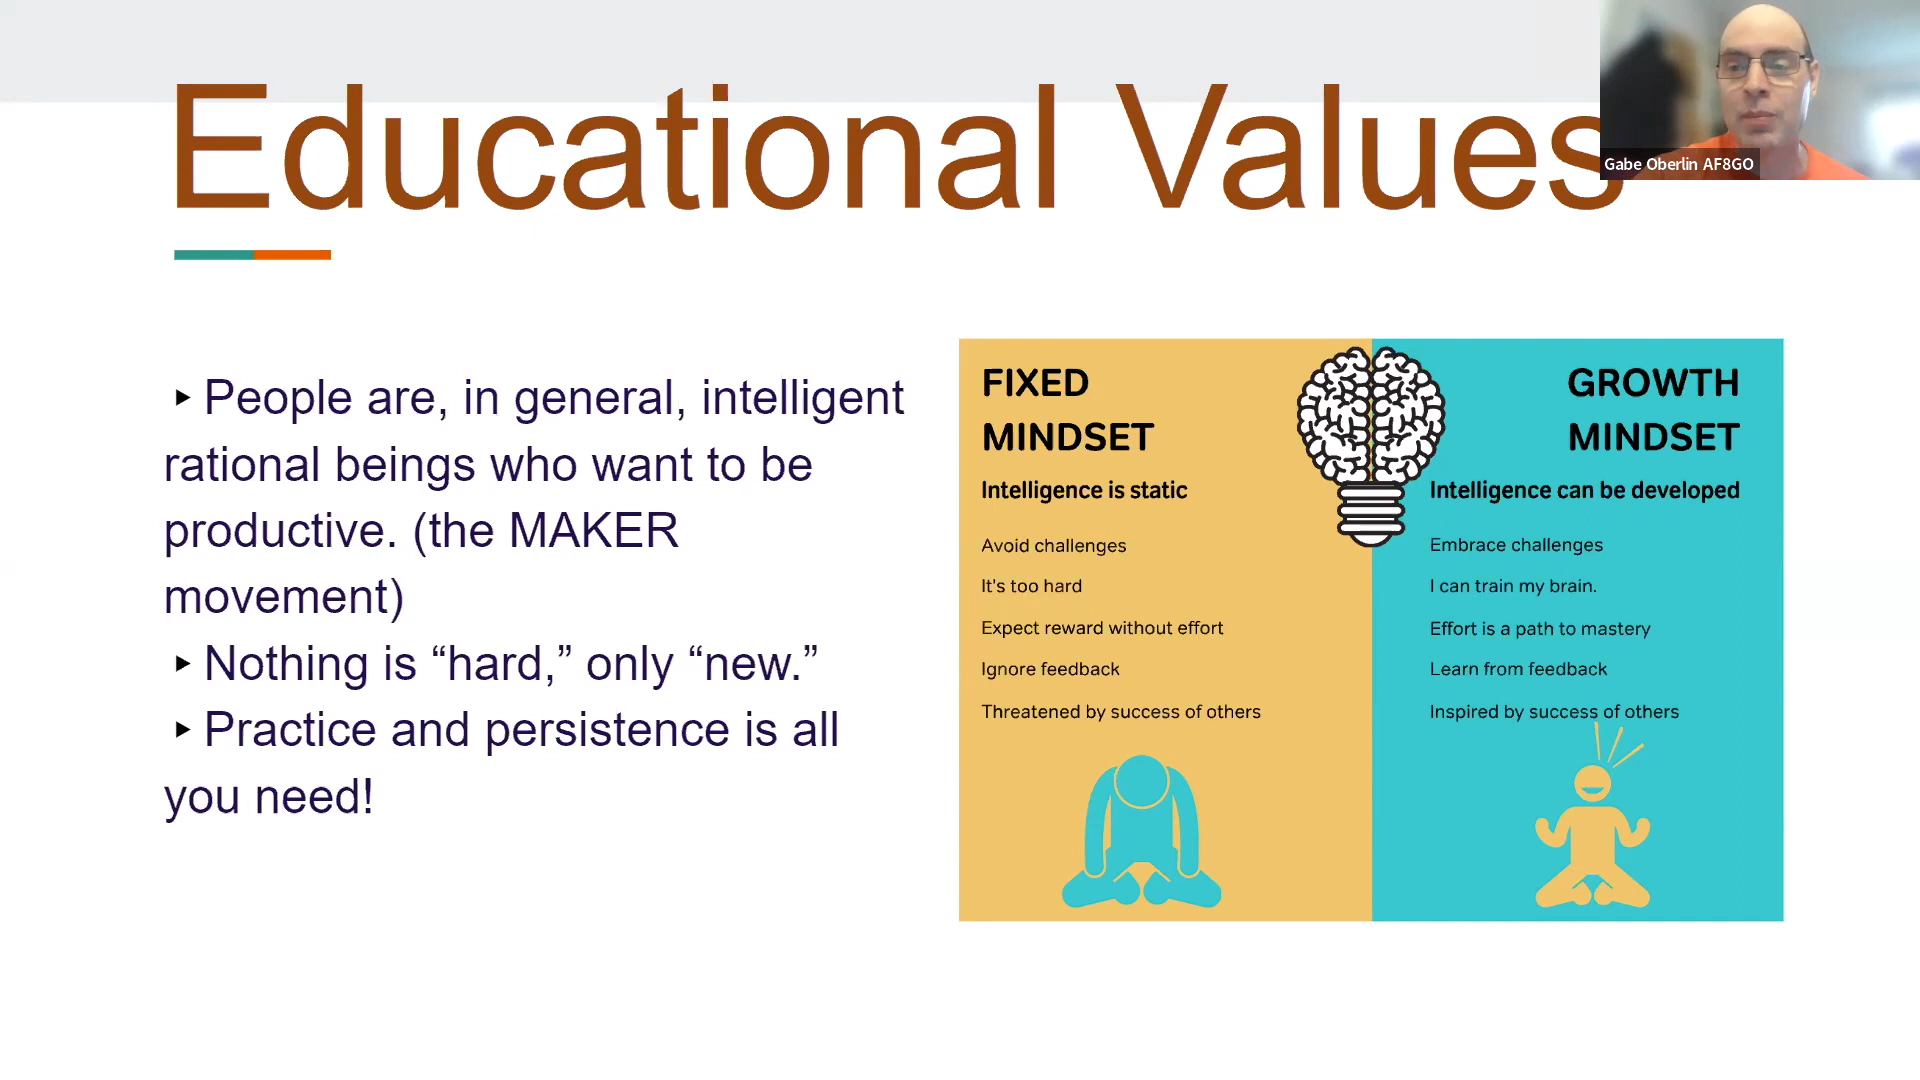 Educational Values
Gabe Oberlin AF8GO
‣ People are, in general, intelligent
rational beings who want to be
productive. (the MAKER
movement)
‣ Nothing is “hard,” only “new.”
‣ Practice and persistence is all
you need!
FIXED
MINDSET
Intelligence is static
Avoid challenges
It's too hard
Expect reward without effort
Ignore feedback
Threatened by success of others
GROWTH
MINDSET
Intelligence can be developed
Embrace challenges
I can train my brain.
Effort is a path to mastery
Learn from feedback
Inspired by success of others